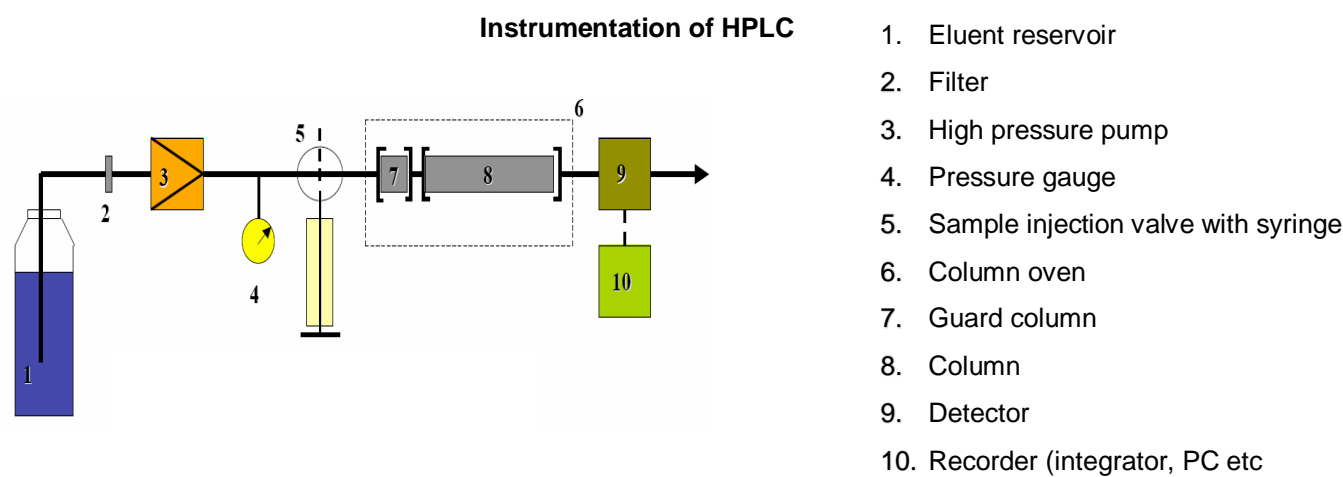 Instrumentation of HPLC
1. Eluent reservoir
2. Filter
3. High pressure pump
4. Pressure gauge
5. Sample injection valve with syringe
6. Column oven
7. Guard column
8. Column
9. Detector
10. Recorder (integrator, PC etc
1
2
3
4
5
6
7
8
9
10